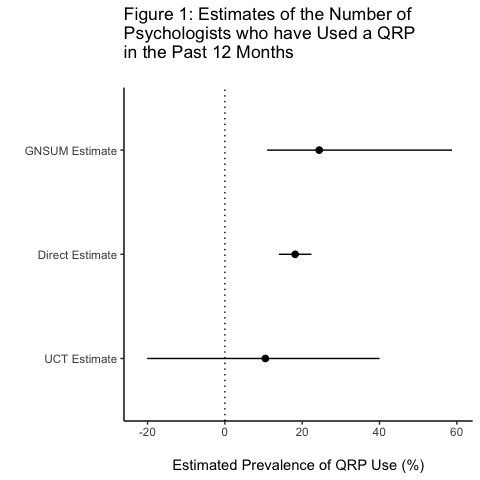 Figure 1: Estimates of the Number of
Psychologists who have Used a QRP
in the Past 12 Months
GNSUM Estimate
Direct Estimate
UCT Estimate
-20 0 20 40 60
Estimated Prevalence of QRP Use (%)